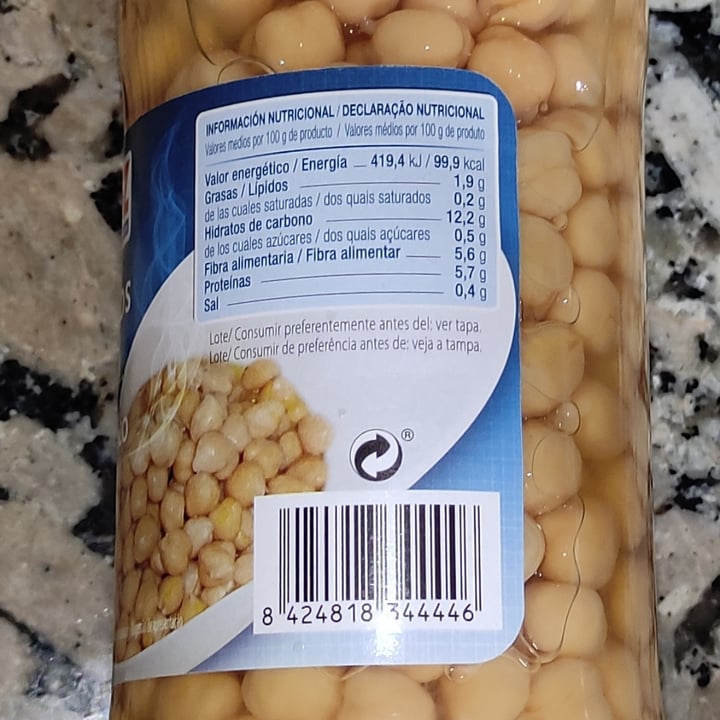 INFORMACIÓN NUTRICIONAL / DECLARAÇÃO NUTRICIONAL
Valores medios por 100 g de producto / Valores médios por 100 g de produto
Valor energético / Energía 419,4 kJ / 99,9 kcal
Grasas / Lípidos 1,9 g
de las cuales saturadas / dos quais saturados 0,2 g
Hidratos de carbono 12,2 g
de los cuales azúcares / dos quais açúcares 0,5 g
Fibra alimentaria / Fibra alimentar 5,6 g
Proteínas 5,7 g
Sal 0,4 g
Lote/ Consumir preferentemente antes del: ver tapa.
Lote/ Consumir de preferência antes de: veja a tampa.
®
8 424818 344446